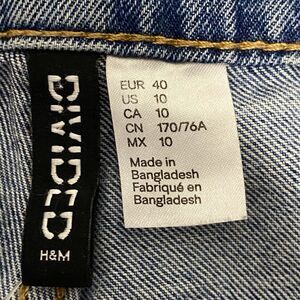 DIVIDED
H&M
EUR 40
US 10
CA 10
CN 170/76A
MX 10
Made in
Bangladesh
Fabriqué en
Bangladesh